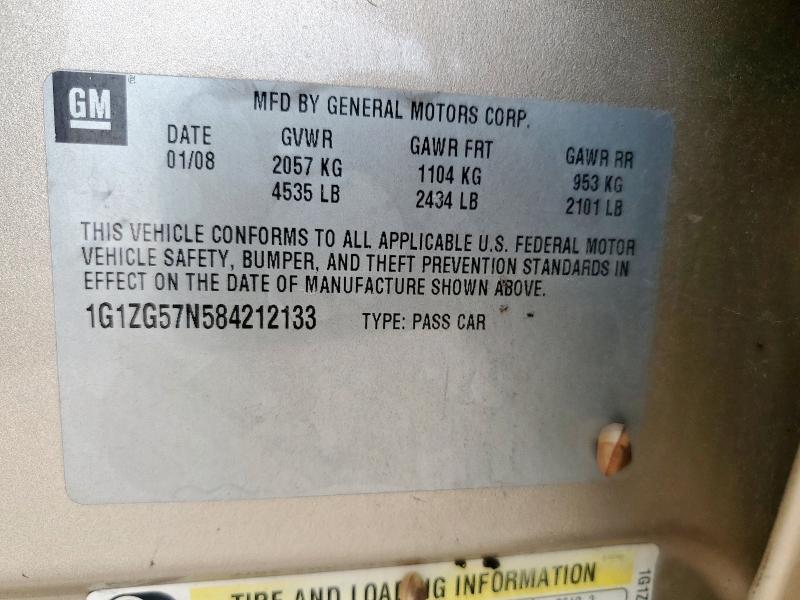 GM
MFD BY GENERAL MOTORS CORP.
DATE GVWR GAWR FRT GAWR RR
01/08 2057 KG 1104 KG 953 KG
4535 LB 2434 LB 2101 LB
THIS VEHICLE CONFORMS TO ALL APPLICABLE U.S. FEDERAL MOTOR
VEHICLE SAFETY, BUMPER, AND THEFT PREVENTION STANDARDS IN
EFFECT ON THE DATE OF MANUFACTURE SHOWN ABOVE.
1G1ZG57N584212133 TYPE: PASS CAR
TIRE AND INFORMATION
1G1Z